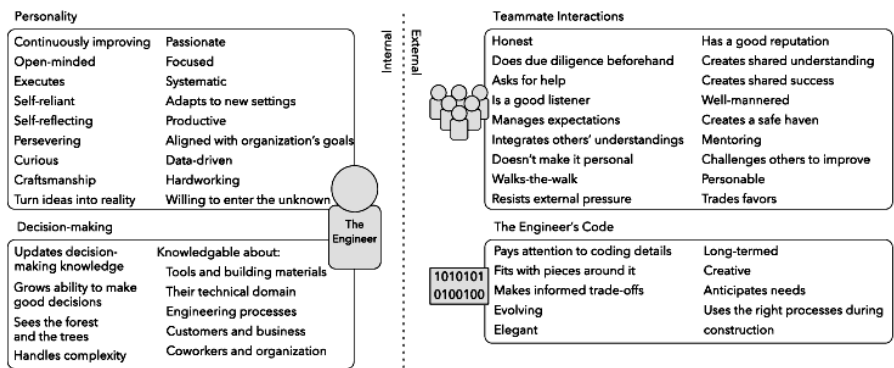 Personality
Continuously improving
Open-minded
Executes
Self-reliant
Self-reflecting
Persevering
Curious
Craftsmanship
Turn ideas into reality
Passionate
Focused
Systematic
Adapts to new settings
Productive
Aligned with organization's goals
Data-driven
Hardworking
Willing to enter the unknown
Decision-making
Updates decision-
making knowledge
Grows ability to make
good decisions
Sees the forest
and the trees
Handles complexity
Knowledgable about:
Tools and building materials
Their technical domain
Engineering processes
Customers and business
Coworkers and organization
The
Engineer
Internal
External
Teammate Interactions
Honest
Does due diligence beforehand
Asks for help
Is a good listener
Manages expectations
Integrates others' understandings
Doesn't make it personal
Walks-the-walk
Resists external pressure
Has a good reputation
Creates shared understanding
Creates shared success
Well-mannered
Creates a safe haven
Mentoring
Challenges others to improve
Personable
Trades favors
The Engineer's Code
1010101
0100100
Pays attention to coding details
Fits with pieces around it
Makes informed trade-offs
Evolving
Elegant
Long-termed
Creative
Anticipates needs
Uses the right processes during
construction